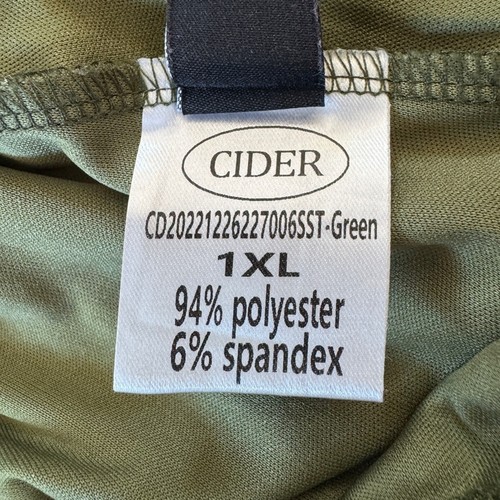 CIDER
CD20221226227006SST-Green
1XL
94% polyester
6% spandex